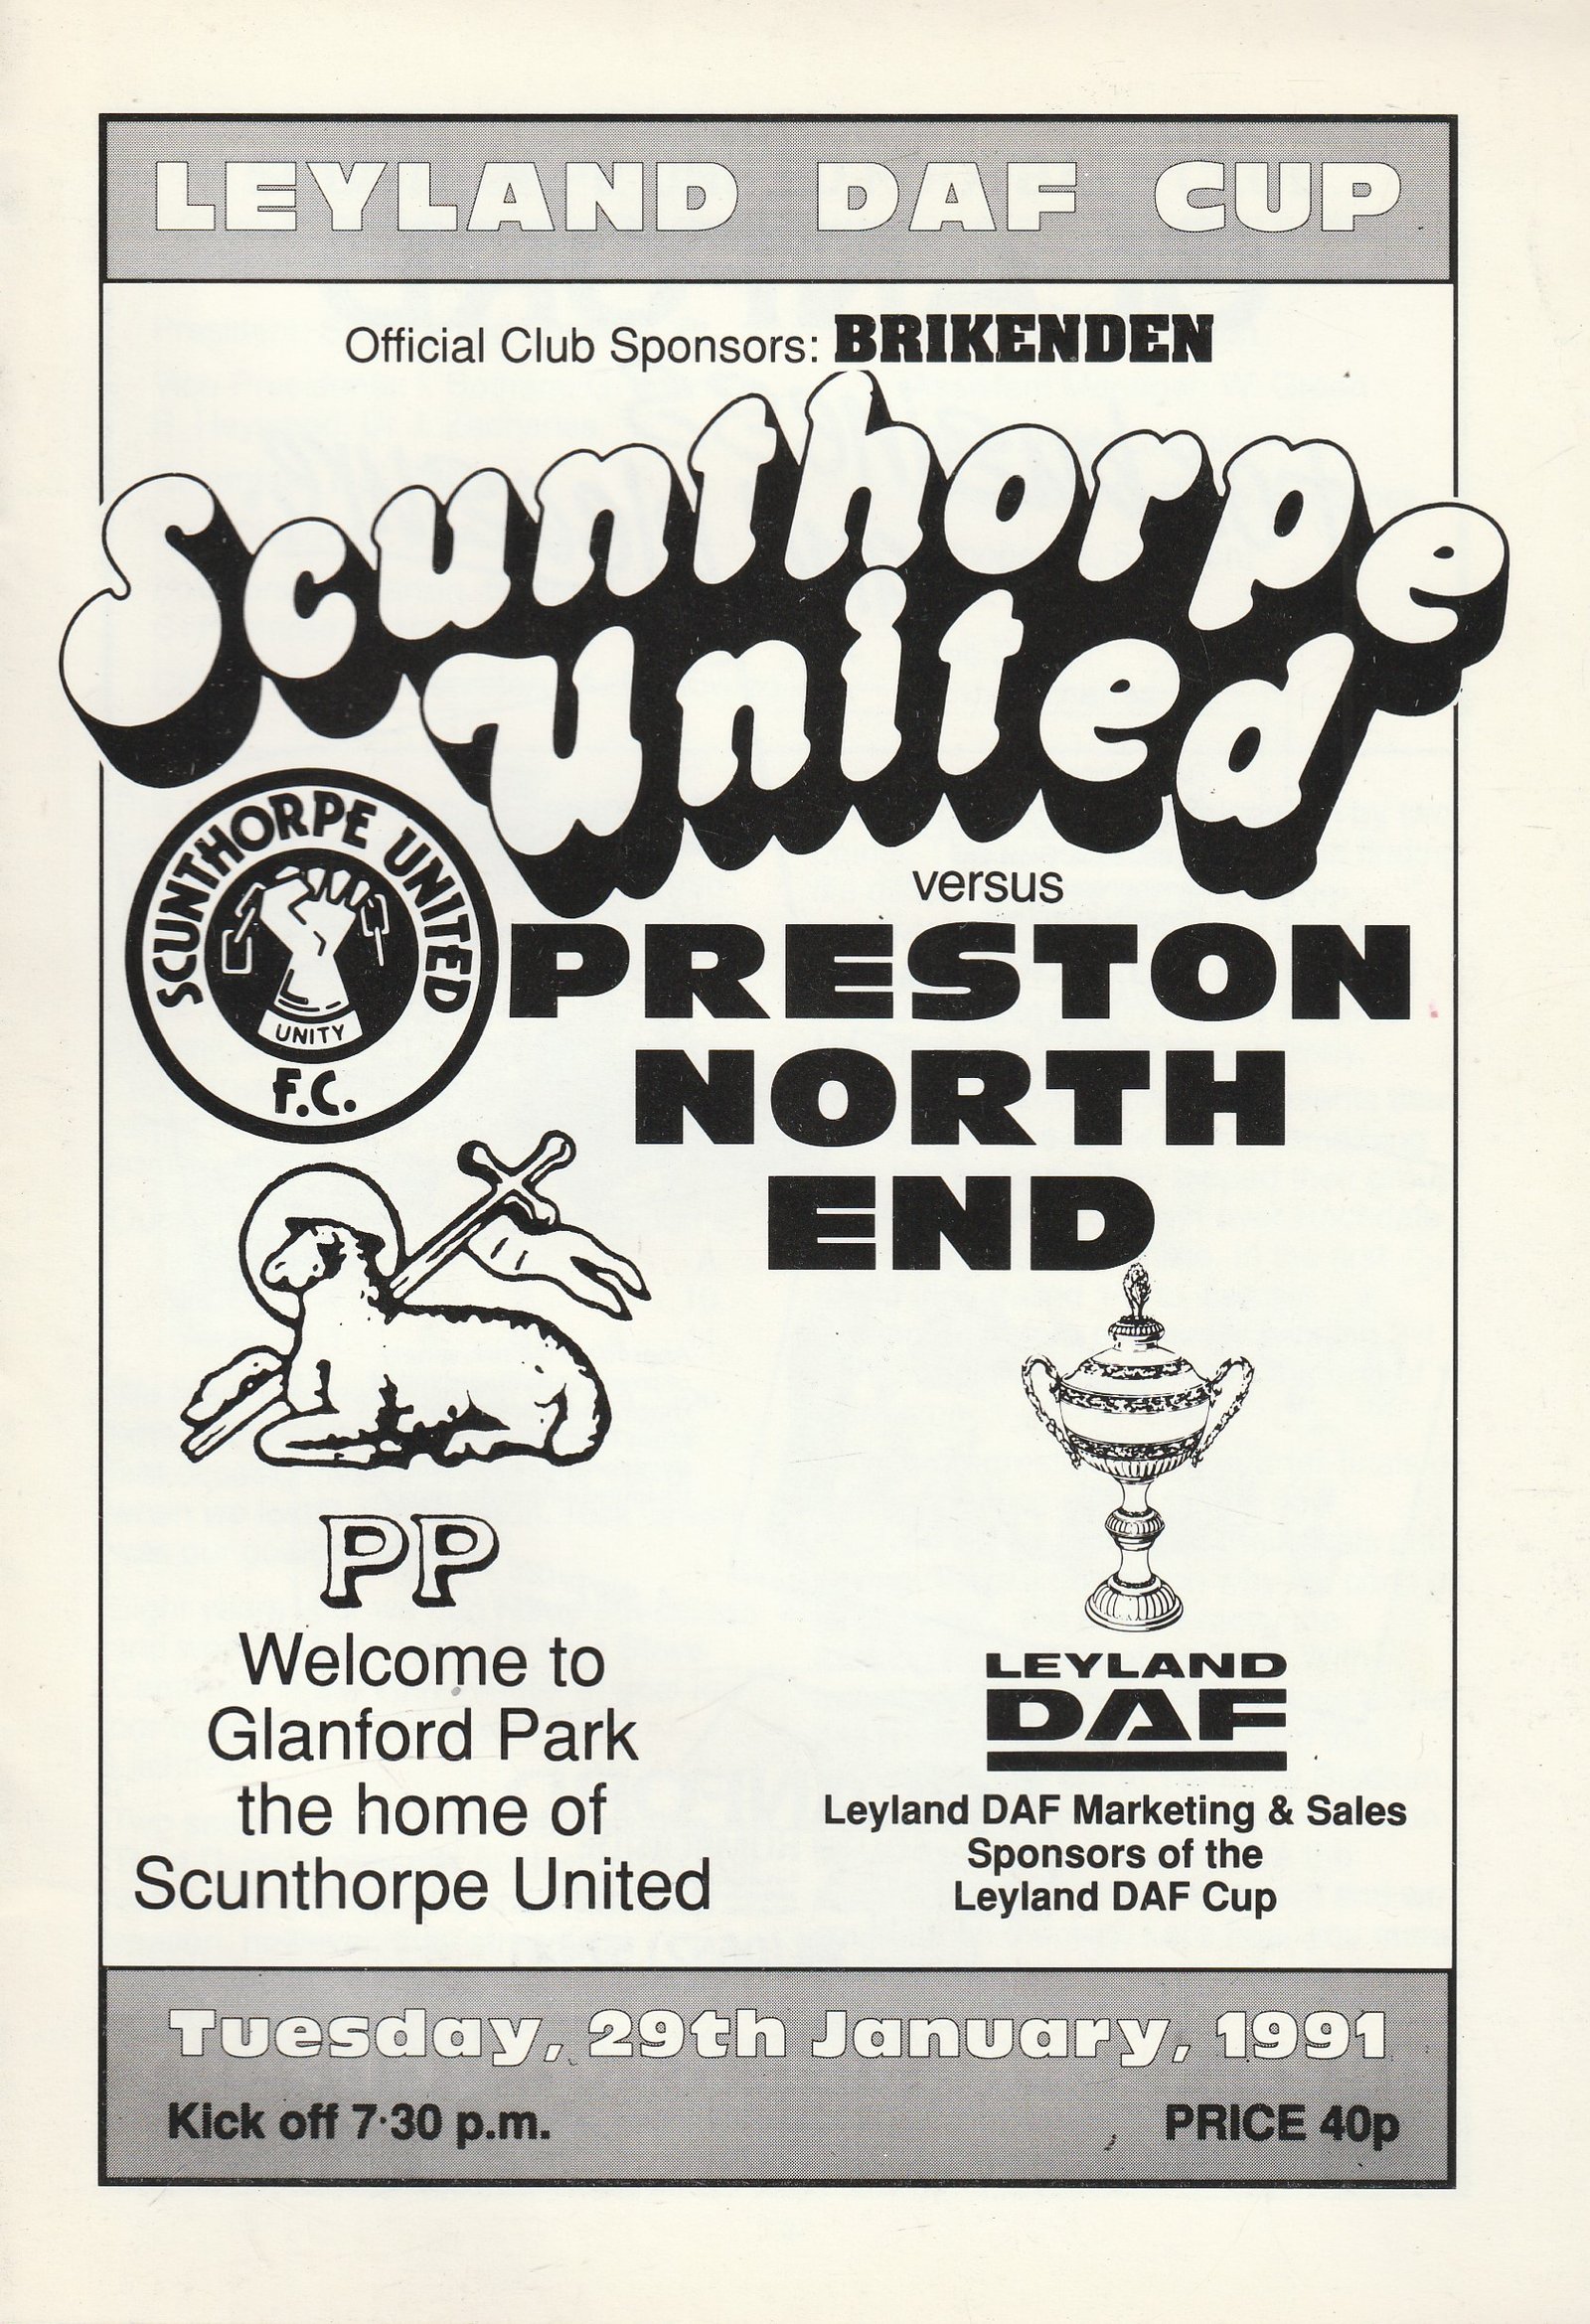 LEYLAND DAF CUP
Official Club Sponsors: BRIKENDEN
Scunthorpe
United
SCUNTHORPE UNITED
UNITY
F.C.
versus
PRESTON
NORTH
END
PP
Welcome to
Glanford Park
the home of
Scunthorpe United
LEYLAND
DAF
Leyland DAF Marketing & Sales
Sponsors of the
Leyland DAF Cup
Tuesday, 29th January, 1991
Kick off 7·30 p.m.
PRICE 40p